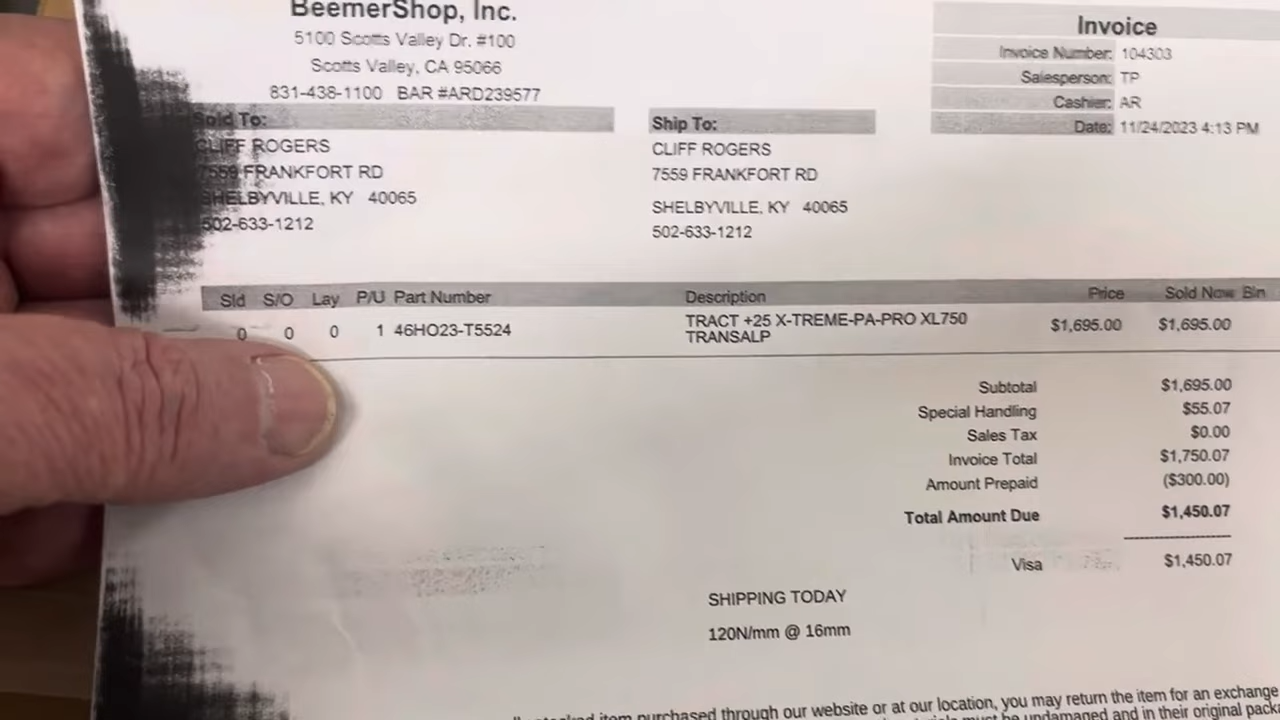 BeemerShop, Inc.
5100 Scotts Valley Dr. #100
Scotts Valley, CA 95066
831-438-1100 BAR #ARD239577
Invoice
Invoice Number: 104303
Salesperson: TP
Cashier: AR
Date: 11/24/2023 4:13 PM
Sold To:
CLIFF ROGERS
7559 FRANKFORT RD
SHELBYVILLE, KY 40065
502-633-1212
Ship To:
CLIFF ROGERS
7559 FRANKFORT RD
SHELBYVILLE, KY 40065
502-633-1212
Sld S/O Lay P/U Part Number Description Price Sold Now Bin
0 0 0 1 46HO23-T5524 TRACT +25 X-TREME-PA-PRO XL750 $1,695.00 $1,695.00
TRANSALP
Subtotal $1,695.00
Special Handling $55.07
Sales Tax $0.00
Invoice Total $1,750.07
Amount Prepaid ($300.00)
Total Amount Due $1,450.07
Visa $1,450.07
SHIPPING TODAY
120N/mm @ 16mm
item purchased through our website or at our location, you may return the item for an exchange
must be undamaged and in their original